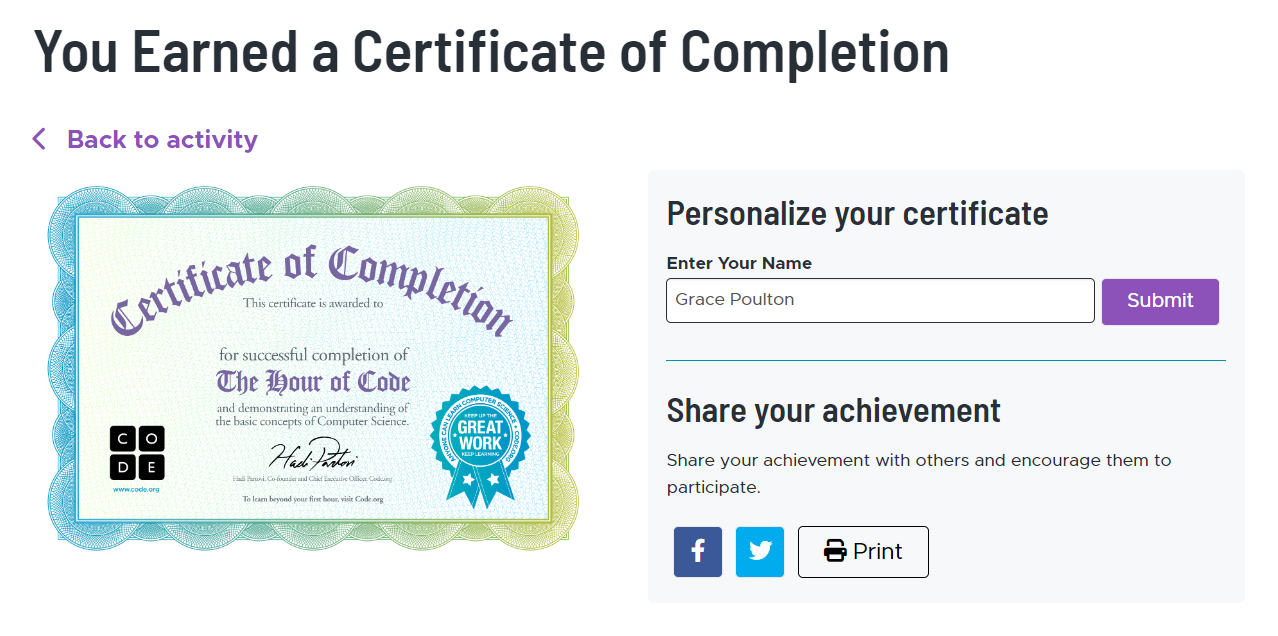 You Earned a Certificate of Completion
Back to activity
Certificate of Completion
This certificate is awarded to
for successful completion of
The Hour of Code
and demonstrating an understanding of
the basic concepts of Computer Science.
Hadi Partovi
Hadi Partovi, Co-founder and Chief Executive Officer, Code.org
To learn beyond your first hour, visit Code.org
C O
D E
www.code.org
ANYONE CAN LEARN COMPUTER SCIENCE
CODE.ORG
KEEP UP THE
GREAT
WORK
KEEP LEARNING
Personalize your certificate
Enter Your Name
Grace Poulton
Submit
Share your achievement
Share your achievement with others and encourage them to
participate.
f
Print